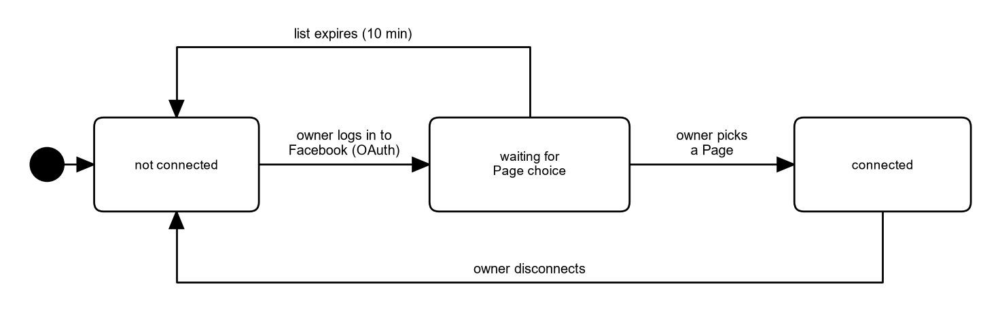 list expires (10 min)
owner logs in to
Facebook (OAuth)
owner picks
a Page
not connected
waiting for
Page choice
connected
owner disconnects